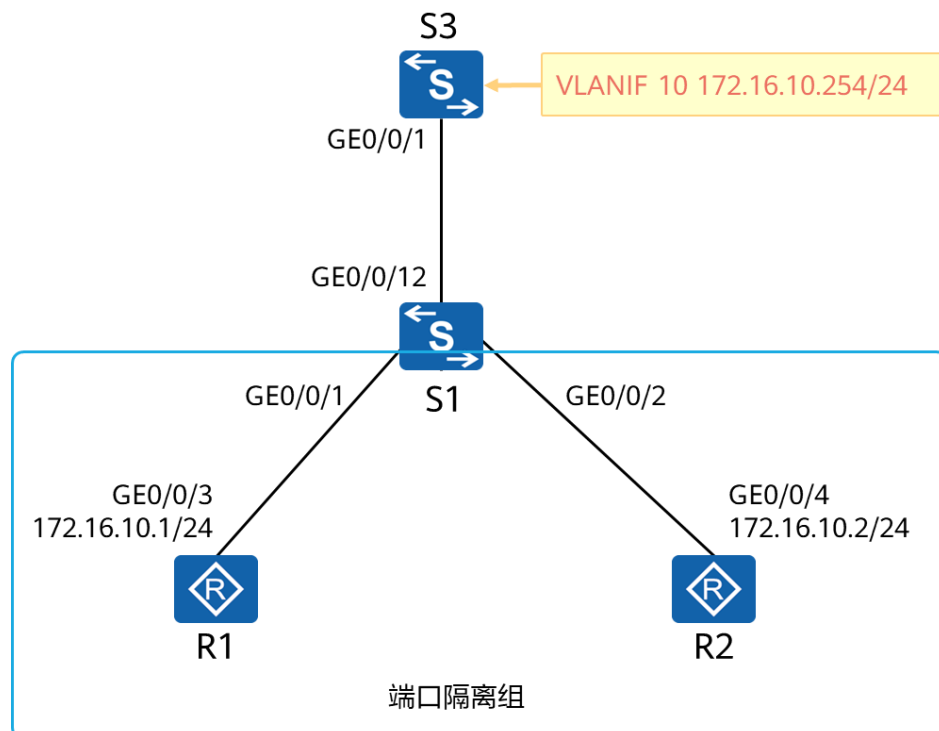 S3
S
VLANIF 10 172.16.10.254/24
GE0/0/1
GE0/0/12
S
S1
GE0/0/1
GE0/0/2
GE0/0/3
172.16.10.1/24
GE0/0/4
172.16.10.2/24
R
R
R1
R2
端口隔离组